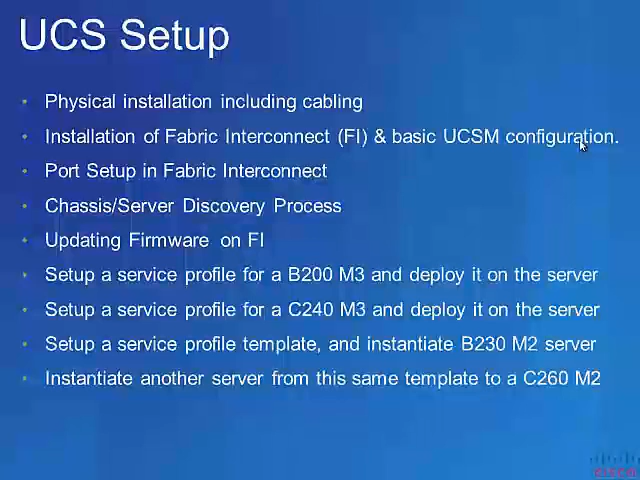 UCS Setup
Physical installation including cabling
Installation of Fabric Interconnect (FI) & basic UCSM configuration.
Port Setup in Fabric Interconnect
Chassis/Server Discovery Process
Updating Firmware on FI
Setup a service profile for a B200 M3 and deploy it on the server
Setup a service profile for a C240 M3 and deploy it on the server
Setup a service profile template, and instantiate B230 M2 server
Instantiate another server from this same template to a C260 M2